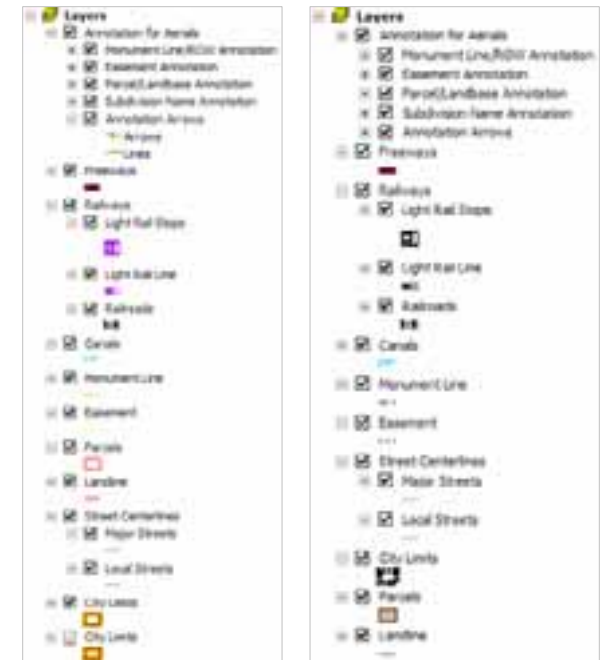 Layers
Annotation for Aerials
Monument Line/ROW Annotation
Easement Annotation
Parcel/Landbase Annotation
Subdivision Name Annotation
Annotation Arrows
Arrows
Lines
Freeways
Railways
Light Rail Stops
Light Rail Line
Railroads
Canals
Monument Line
Easement
Parcels
Landline
Street Centerlines
Major Streets
Local Streets
City Limits
City Limits
Layers
Annotation for Aerials
Monument Line/ROW Annotation
Easement Annotation
Parcel/Landbase Annotation
Subdivision Name Annotation
Annotation Arrows
Freeways
Railways
Light Rail Stops
Light Rail Line
Railroads
Canals
Monument Line
Easement
Street Centerlines
Major Streets
Local Streets
City Limits
Parcels
Landline